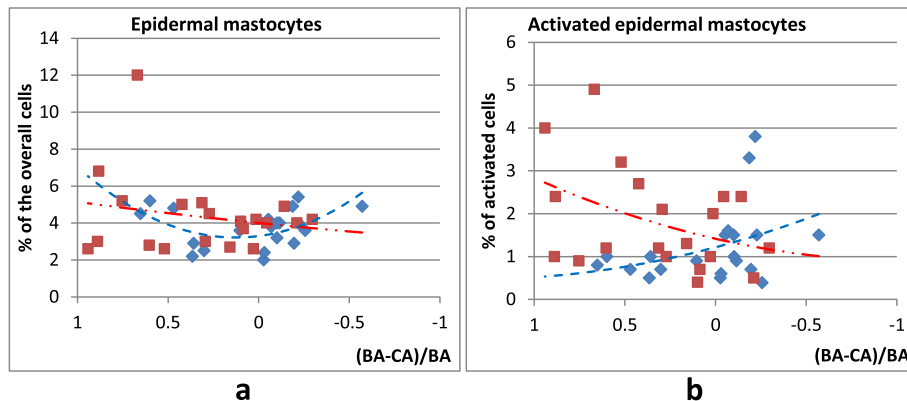 Epidermal mastocytes
% of the overall cells
14
12
10
8
6
4
2
0
1 0.5 0 -0.5 -1
(BA-CA)/BA
a
Activated epidermal mastocytes
% of activated cells
6
5
4
3
2
1
0
1 0.5 0 -0.5 -1
(BA-CA)/BA
b